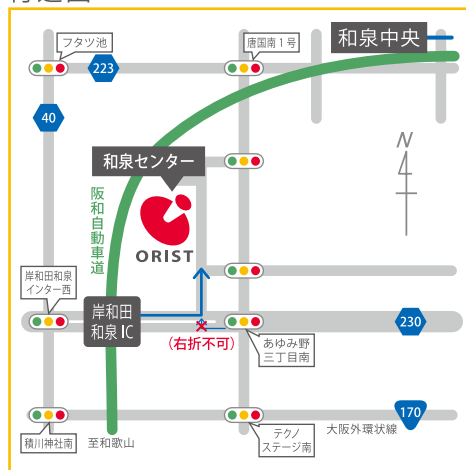 フタツ池
唐国南1号
和泉中央
223
40
和泉センター
N
阪和自動車道
ORIST
岸和田和泉
インター西
岸和田
和泉IC
230
(右折不可)
あゆみ野
三丁目南
170
積川神社南
至和歌山
テクノ
ステージ南
大阪外環状線